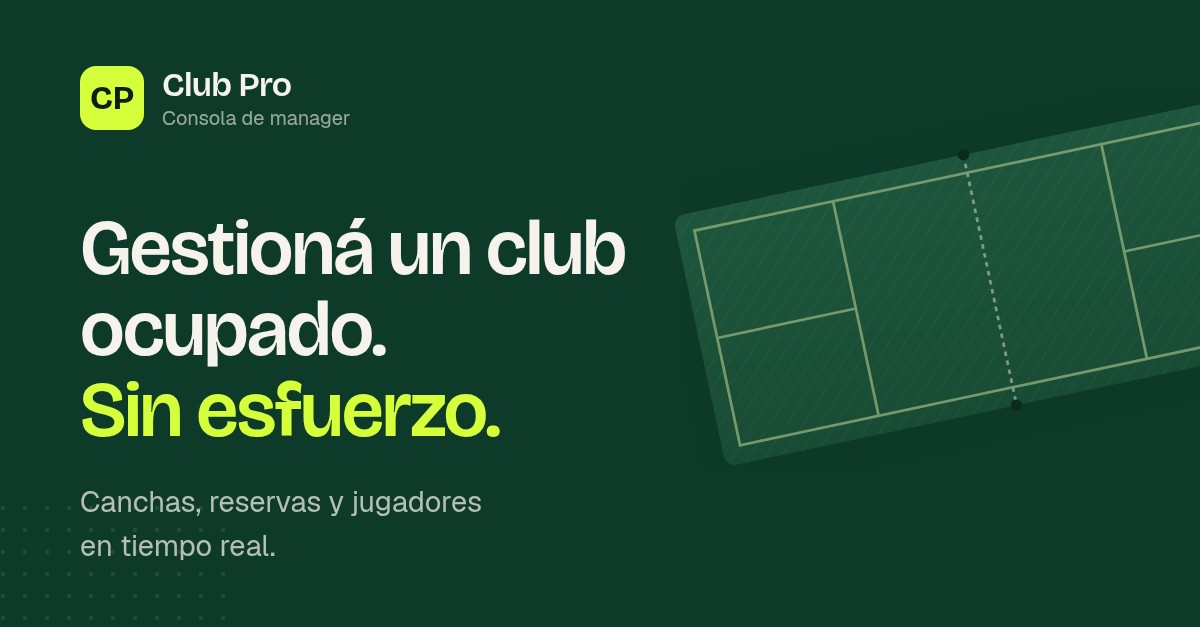 CP
Club Pro
Consola de manager
Gestioná un club
ocupado.
Sin esfuerzo.
Canchas, reservas y jugadores
en tiempo real.